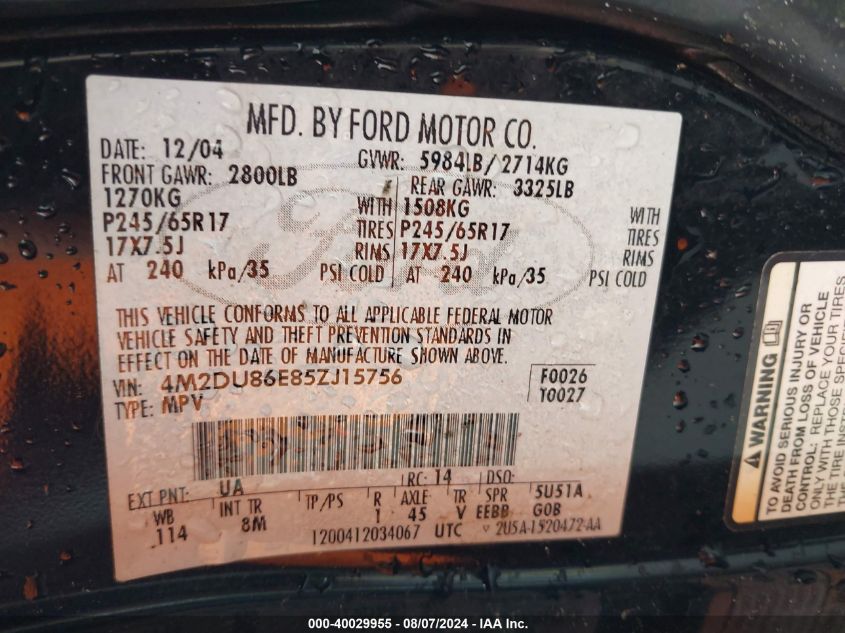 MFD. BY FORD MOTOR CO.
DATE: 12/04 GVWR: 5984LB/2714KG
FRONT GAWR: 2800LB REAR GAWR: 3325LB
1270KG WITH 1508KG WITH
P245/65R17 TIRES P245/65R17 TIRES
17X7.5J RIMS 17X7.5J RIMS
AT 240 kPa/35 PSI COLD AT 240 kPa/35 PSI COLD
THIS VEHICLE CONFORMS TO ALL APPLICABLE FEDERAL MOTOR
VEHICLE SAFETY AND THEFT PREVENTION STANDARDS IN
EFFECT ON THE DATE OF MANUFACTURE SHOWN ABOVE.
VIN: 4M2DU86E85ZJ15756 F0026
TYPE: MPV T0027
EXT PNT: UA RC: 14 DSO:
WB INT TR TP/PS R AXLE TR SPR 5U51A
114 8M 1 45 V EEBB G0B
1200412034067 UTC V 2U5A-1520472-AA
Ford
WARNING
TO AVOID SERIOUS INJURY OR
DEATH FROM LOSS OF VEHICLE
CONTROL: REPLACE YOUR
ONLY WITH THOSE
THE TIRE
000-40029955 - 08/07/2024 - IAA Inc.